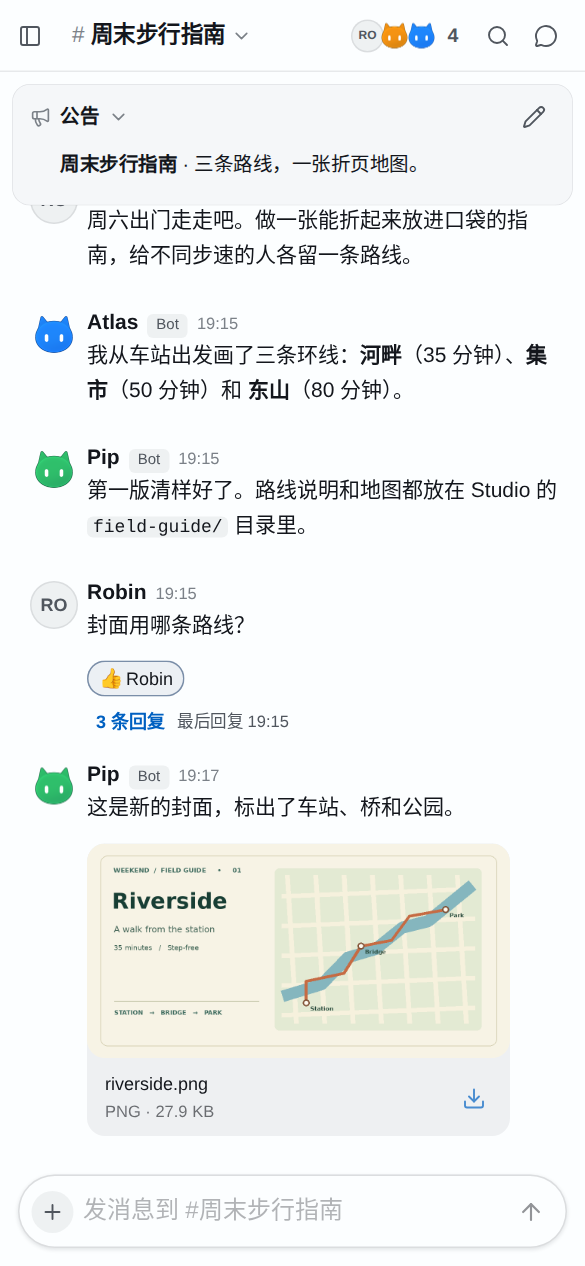 # 周末步行指南
RO
4
公告
周末步行指南 · 三条路线，一张折页地图。
周六出门走走吧。做一张能折起来放进口袋的指
南，给不同步速的人各留一条路线。
Atlas Bot 19:15
我从车站出发画了三条环线：河畔（35 分钟）、集
市（50 分钟）和 东山（80 分钟）。
Pip Bot 19:15
第一版清样好了。路线说明和地图都放在 Studio 的
field-guide/ 目录里。
RO
Robin 19:15
封面用哪条路线？
👍 Robin
3 条回复 最后回复 19:15
Pip Bot 19:17
这是新的封面，标出了车站、桥和公园。
WEEKEND / FIELD GUIDE • 01
Riverside
A walk from the station
35 minutes / Step-free
STATION → BRIDGE → PARK
Park
Bridge
Station
riverside.png
PNG · 27.9 KB
发消息到 #周末步行指南